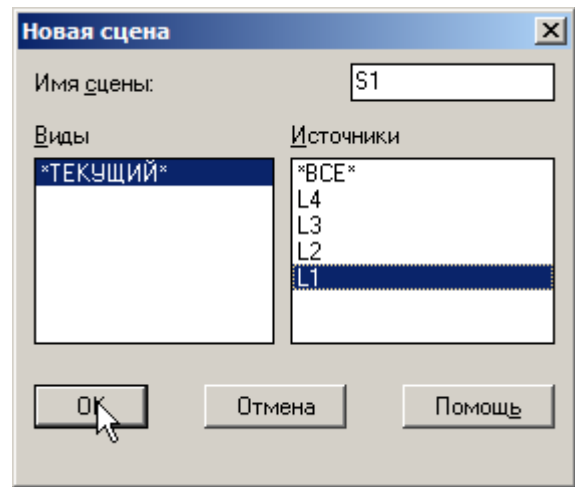 Новая сцена
Имя сцены: S1
Виды Источники
*ТЕКУЩИЙ* *ВСЕ*
L4
L3
L2
L1
OK Отмена Помощь